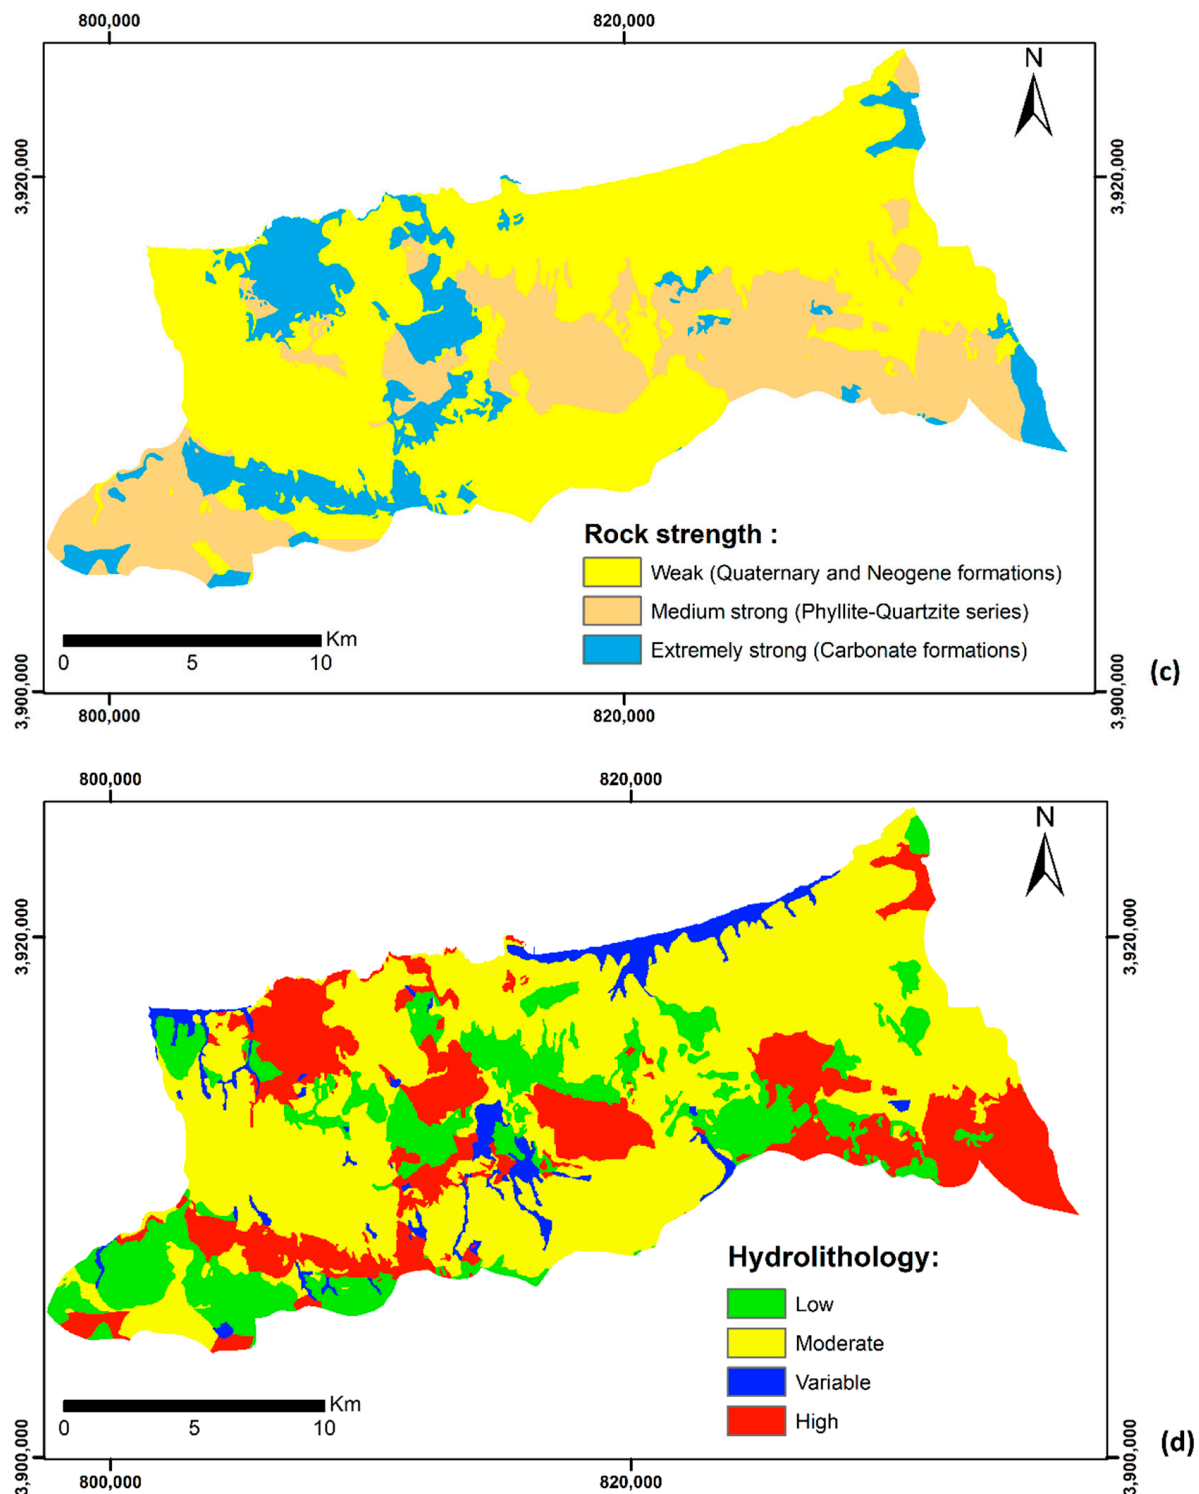 800,000 820,000
N
3,920,000 3,920,000
Rock strength :
Weak (Quaternary and Neogene formations)
Medium strong (Phyllite-Quartzite series)
Extremely strong (Carbonate formations)
Km
0 5 10
3,900,000 3,900,000
(c)
800,000 820,000
800,000 820,000
N
3,920,000 3,920,000
Hydrolithology:
Low
Moderate
Variable
High
Km
0 5 10
3,900,000 3,900,000
(d)
800,000 820,000